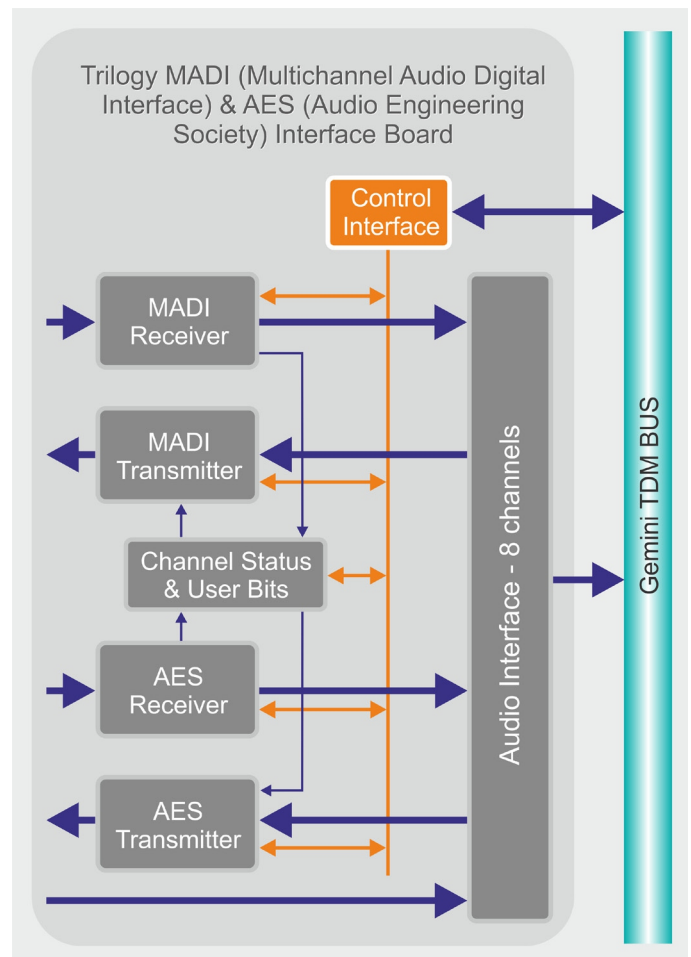 Trilogy MADI (Multichannel Audio Digital
Interface) & AES (Audio Engineering
Society) Interface Board
Control
Interface
MADI
Receiver
MADI
Transmitter
Channel Status
& User Bits
AES
Receiver
AES
Transmitter
Audio Interface - 8 channels
Gemini TDM BUS